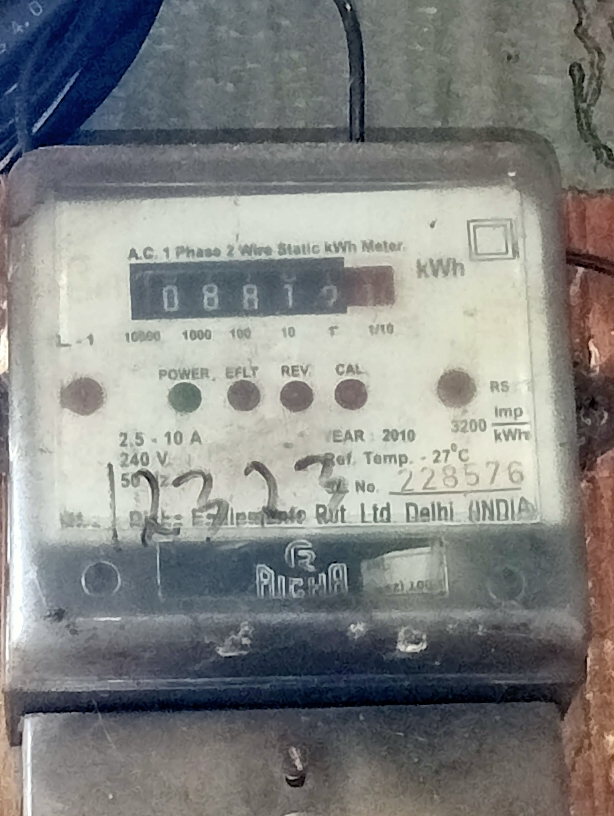 A.C. 1 Phase 2 Wire Static kWh Meter.
kWh
0881
10000 1000 100 10 1 1/10
L - 1
POWER EFLT REV. CAL
RS
3200 Imp/kWh
2.5 - 10 A YEAR : 2010
240 V Ref. Temp. - 27°C
50 No. 228576
12323
Pvt. Ltd. Delhi (INDIA)